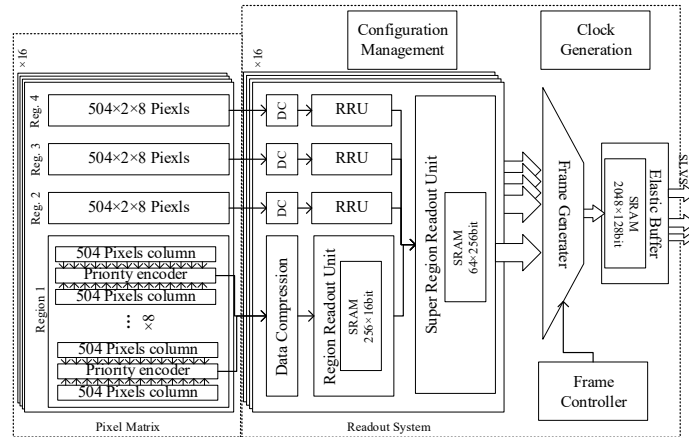 Configuration
Management
Clock
Generation
×16
×16
Reg. 4
504×2×8 Piexls
DC
RRU
Reg. 3
504×2×8 Piexls
DC
RRU
Reg. 2
504×2×8 Piexls
DC
RRU
Region 1
504 Pixels column
Priority encoder
504 Pixels column
... ×8
504 Pixels column
Priority encoder
504 Pixels column
Data Compression
Region Readout Unit
SRAM
256×16bit
Super Region Readout Unit
SRAM
64×256bit
Frame Generater
Elastic Buffer
SRAM
2048×128bit
SLVS
Frame
Controller
Pixel Matrix
Readout System